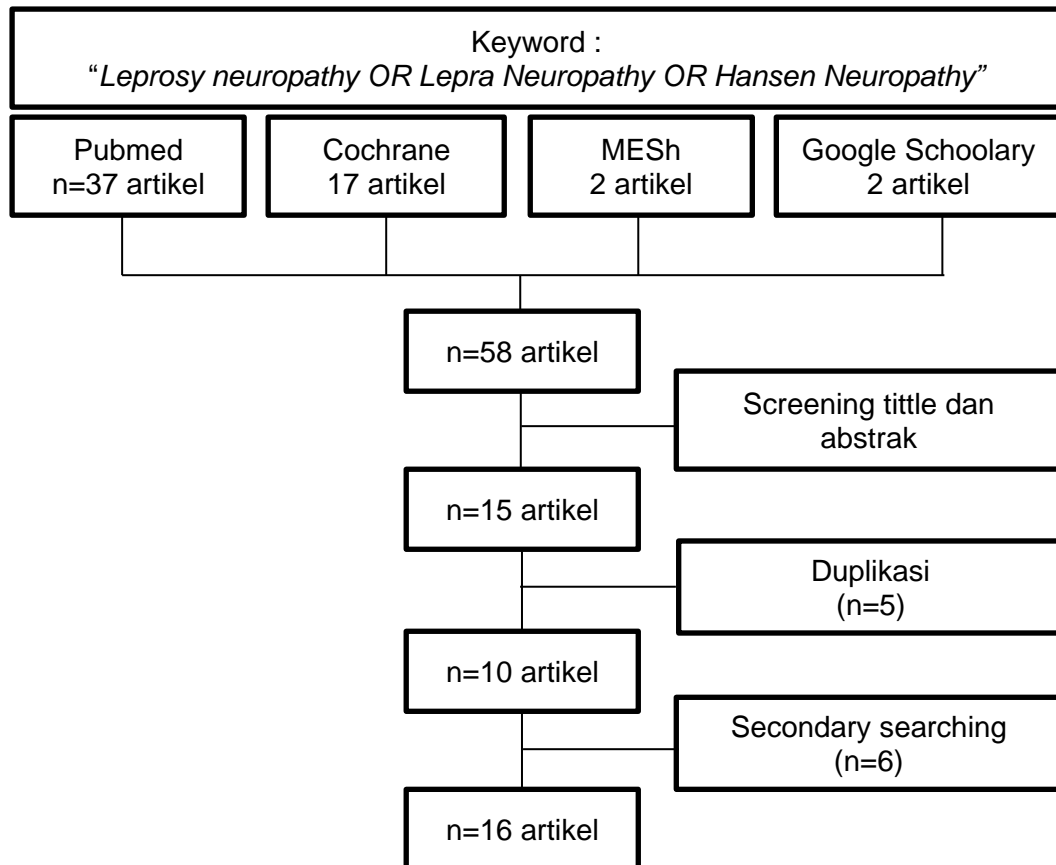 Keyword :
“Leprosy neuropathy OR Lepra Neuropathy OR Hansen Neuropathy”
Pubmed
n=37 artikel
Cochrane
17 artikel
MESh
2 artikel
Google Schoolary
2 artikel
n=58 artikel
Screening tittle dan
abstrak
n=15 artikel
Duplikasi
(n=5)
n=10 artikel
Secondary searching
(n=6)
n=16 artikel